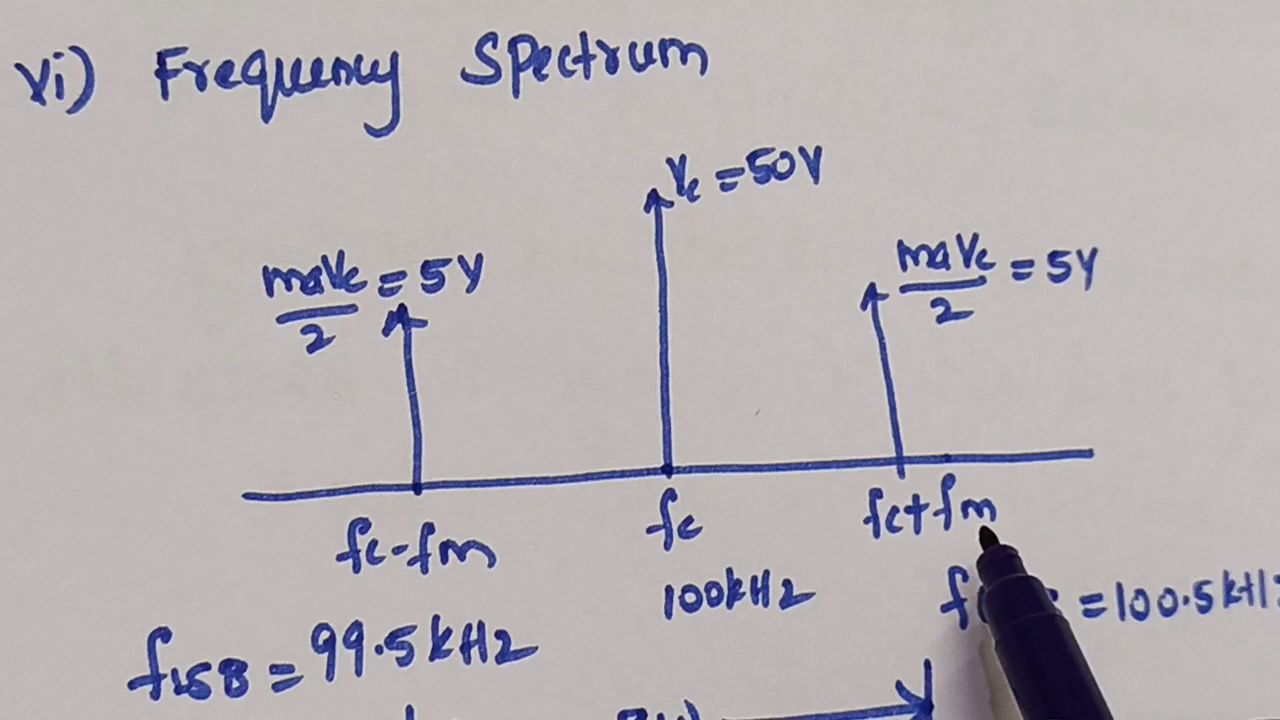 vi) Frequency Spectrum
Vc = 50V
maVc/2 = 5V
maVc/2 = 5V
fc-fm
fc
fc+fm
100kHz
= 100.5kHz
fLSB = 99.5kHz